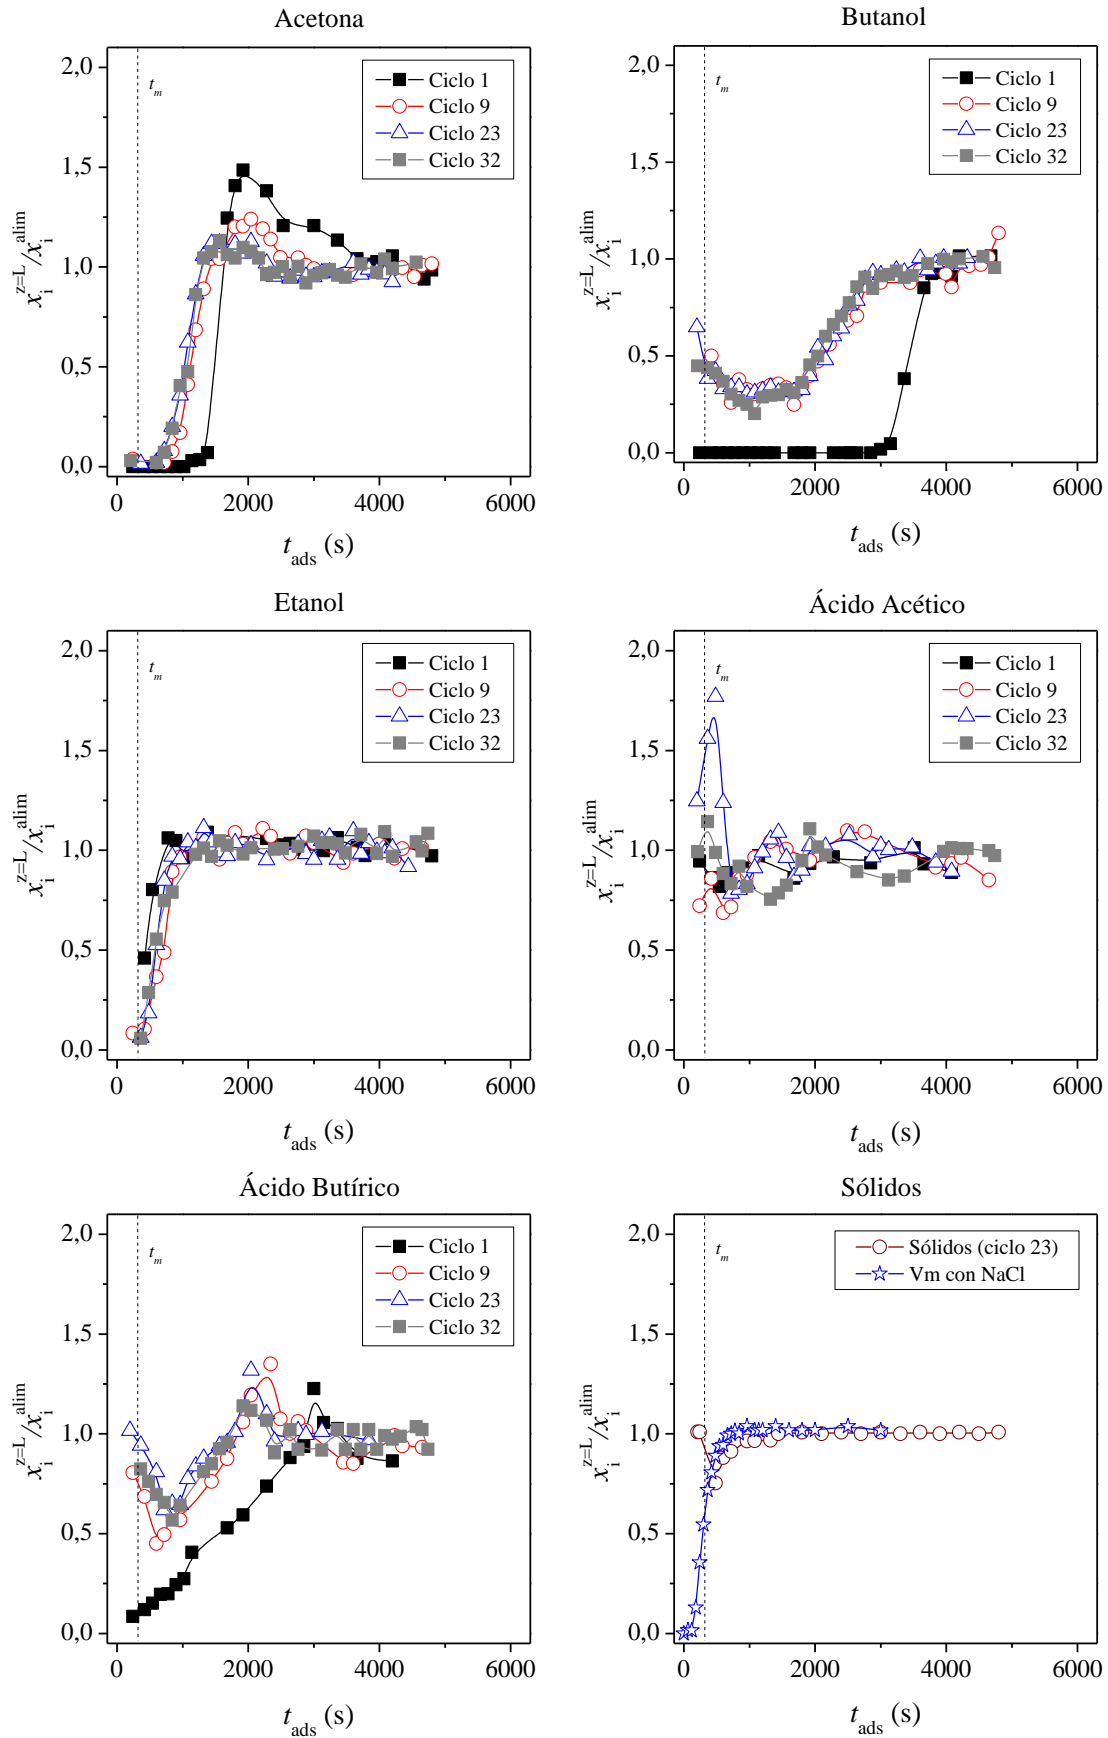 Acetona
2,0
1,5
1,0
0,5
0,0
0
2000
4000
6000
x_i^{z=L}/x_i^{alim}
t_ads (s)
t_m
Ciclo 1
Ciclo 9
Ciclo 23
Ciclo 32
Butanol
2,0
1,5
1,0
0,5
0,0
0
2000
4000
6000
x_i^{z=L}/x_i^{alim}
t_ads (s)
t_m
Ciclo 1
Ciclo 9
Ciclo 23
Ciclo 32
Etanol
2,0
1,5
1,0
0,5
0,0
0
2000
4000
6000
x_i^{z=L}/x_i^{alim}
t_ads (s)
t_m
Ciclo 1
Ciclo 9
Ciclo 23
Ciclo 32
Ácido Acético
2,0
1,5
1,0
0,5
0,0
0
2000
4000
6000
x_i^{z=L}/x_i^{alim}
t_ads (s)
t_m
Ciclo 1
Ciclo 9
Ciclo 23
Ciclo 32
Ácido Butírico
2,0
1,5
1,0
0,5
0,0
0
2000
4000
6000
x_i^{z=L}/x_i^{alim}
t_ads (s)
t_m
Ciclo 1
Ciclo 9
Ciclo 23
Ciclo 32
Sólidos
2,0
1,5
1,0
0,5
0,0
0
2000
4000
6000
x_i^{z=L}/x_i^{alim}
t_ads (s)
t_m
Sólidos (ciclo 23)
Vm con NaCl